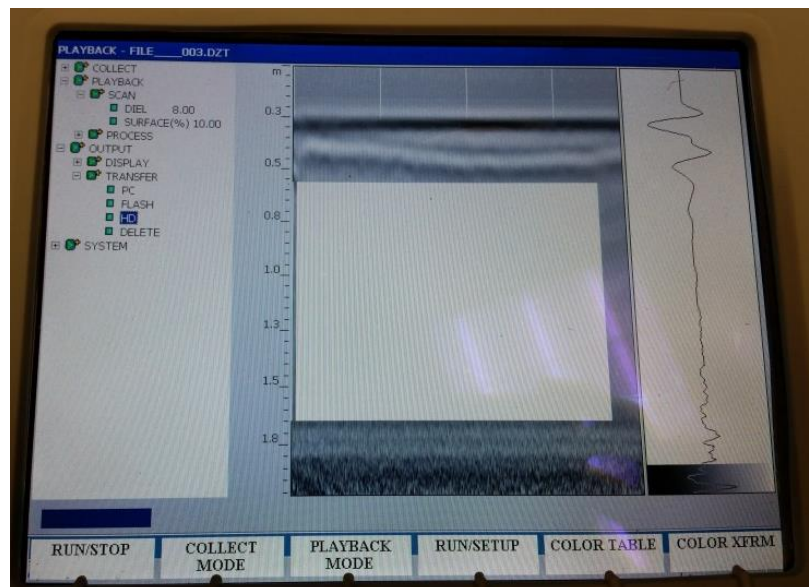 PLAYBACK - FILE____003.DZT
COLLECT
PLAYBACK
SCAN
DIEL 8.00
SURFACE(%) 10.00
PROCESS
OUTPUT
DISPLAY
TRANSFER
PC
FLASH
HD
DELETE
SYSTEM
m
0.3
0.5
0.8
1.0
1.3
1.5
1.8
RUN/STOP
COLLECT MODE
PLAYBACK MODE
RUN/SETUP
COLOR TABLE
COLOR XFRM